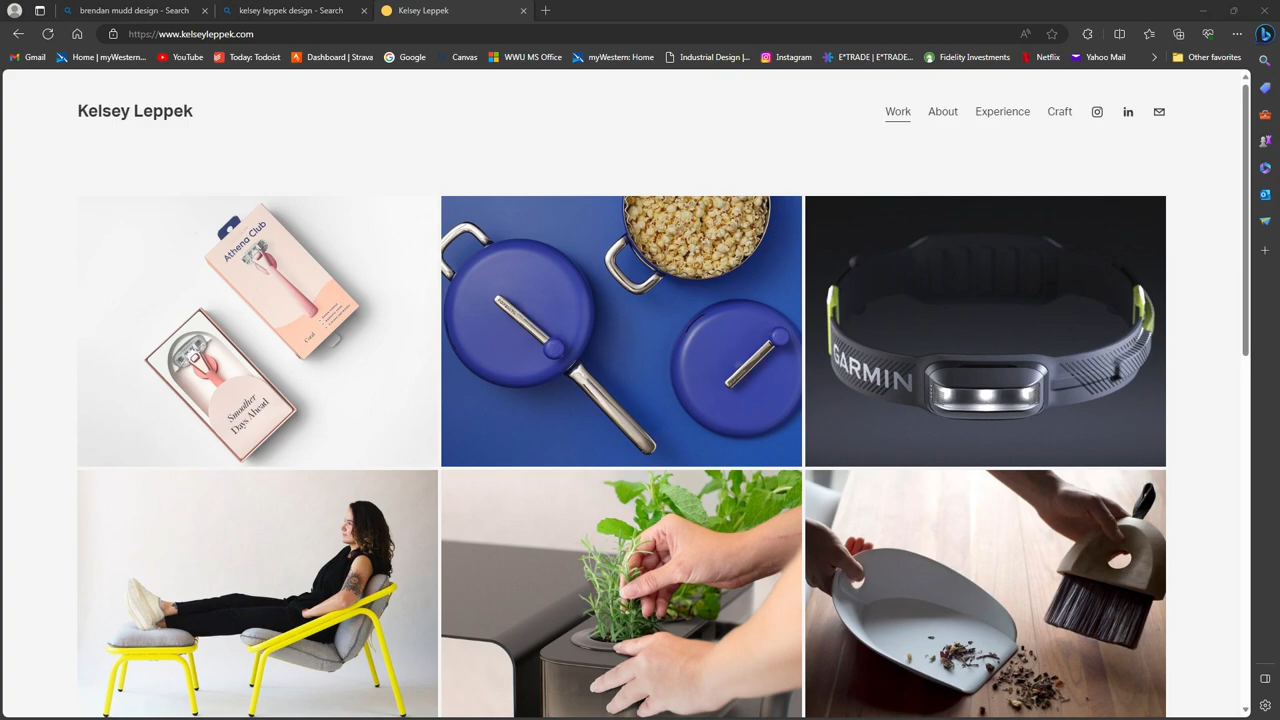 brendan mudd design - Search
kelsey leppek design - Search
Kelsey Leppek
https://www.kelseyleppek.com
Gmail
Home | myWestern...
YouTube
Today: Todoist
Dashboard | Strava
Google
Canvas
WWU MS Office
myWestern: Home
Industrial Design |...
Instagram
E*TRADE | E*TRADE...
Fidelity Investments
Netflix
Yahoo Mail
Other favorites
Kelsey Leppek
Work
About
Experience
Craft
Athena Club
Coral
Smoother
Days Ahead
GARMIN